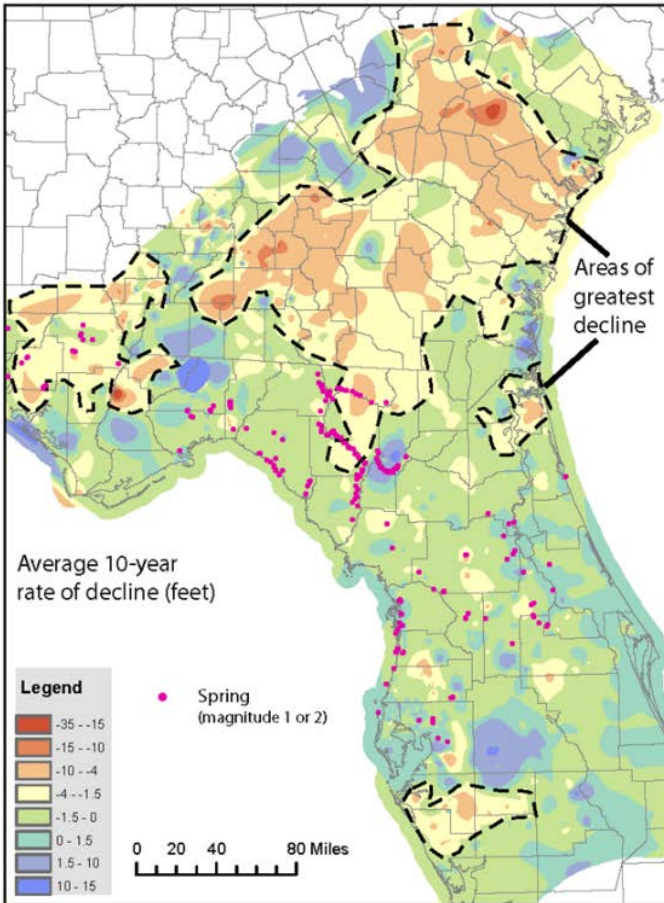 Areas of
greatest
decline
Average 10-year
rate of decline (feet)
Legend
-35 - -15
-15 - -10
-10 - -4
-4 - -1.5
-1.5 - 0
0 - 1.5
1.5 - 10
10 - 15
Spring
(magnitude 1 or 2)
0 20 40 80 Miles